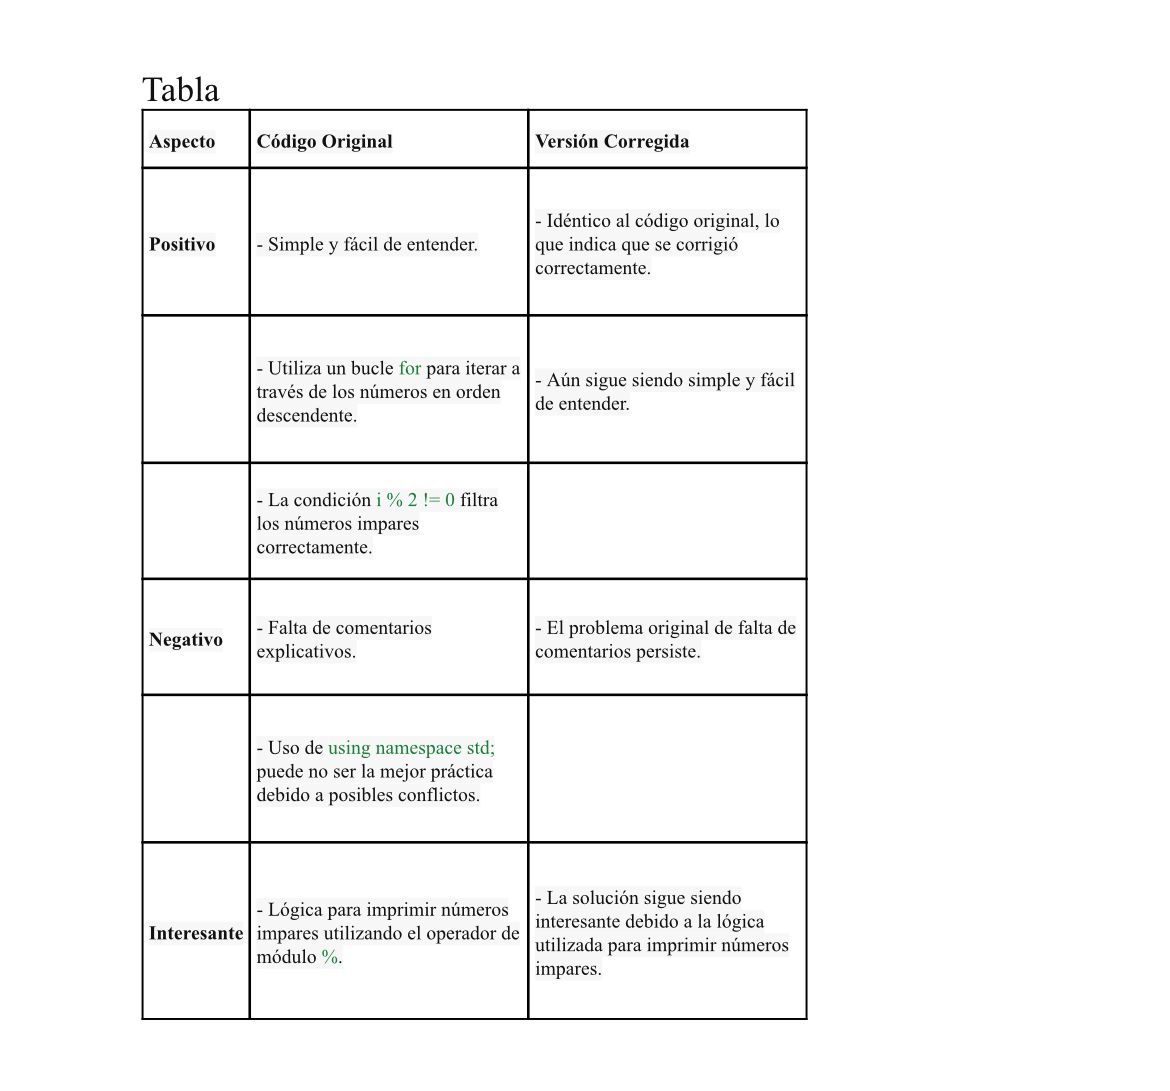 Tabla
Aspecto
Código Original
Versión Corregida
Positivo
- Simple y fácil de entender.
- Idéntico al código original, lo
que indica que se corrigió
correctamente.
- Utiliza un bucle for para iterar a
través de los números en orden
descendente.
- Aún sigue siendo simple y fácil
de entender.
- La condición i % 2 != 0 filtra
los números impares
correctamente.
Negativo
- Falta de comentarios
explicativos.
- El problema original de falta de
comentarios persiste.
- Uso de using namespace std;
puede no ser la mejor práctica
debido a posibles conflictos.
Interesante
- Lógica para imprimir números
impares utilizando el operador de
módulo %.
- La solución sigue siendo
interesante debido a la lógica
utilizada para imprimir números
impares.